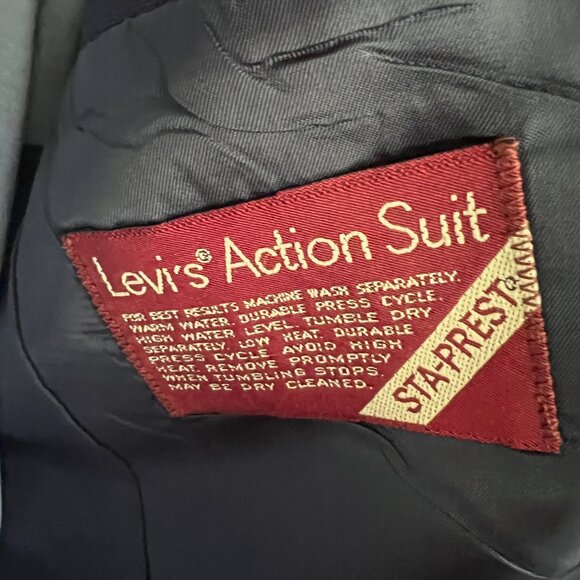 Levi's® Action Suit
FOR BEST RESULTS MACHINE WASH SEPARATELY.
WARM WATER. DURABLE PRESS CYCLE.
HIGH WATER LEVEL. TUMBLE DRY
SEPARATELY. LOW HEAT. DURABLE
PRESS CYCLE AVOID HIGH
HEAT. REMOVE PROMPTLY
WHEN TUMBLING STOPS.
MAY BE DRY CLEANED.
STA-PREST®